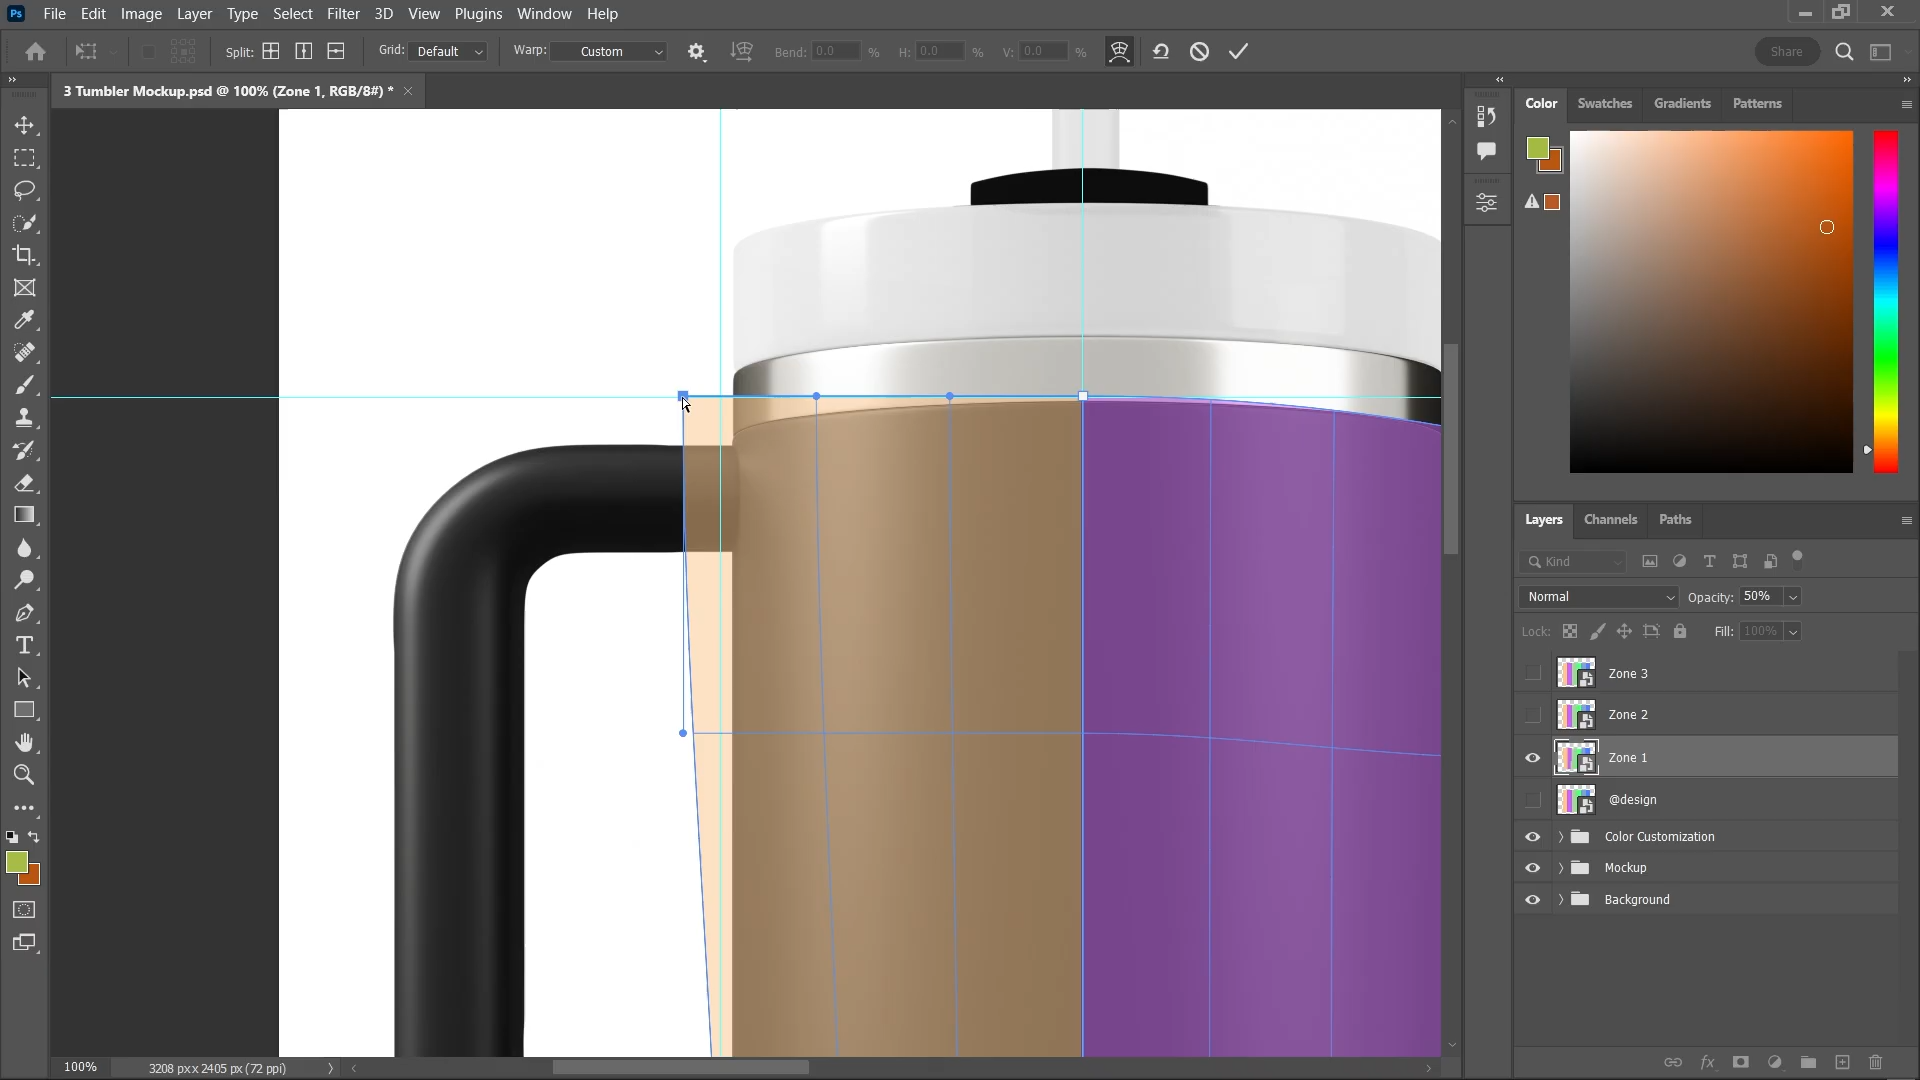 Ps File Edit Image Layer Type Select Filter 3D View Plugins Window Help
Split: Grid: Default Warp: Custom Bend: 0.0 % H: 0.0 % V: 0.0 % Share
3 Tumbler Mockup.psd @ 100% (Zone 1, RGB/8#) *
Color Swatches Gradients Patterns
Layers Channels Paths
Kind
Normal Opacity: 50%
Lock: Fill: 100%
Zone 3
Zone 2
Zone 1
@design
Color Customization
Mockup
Background
100% 3208 px x 2405 px (72 ppi)
fx